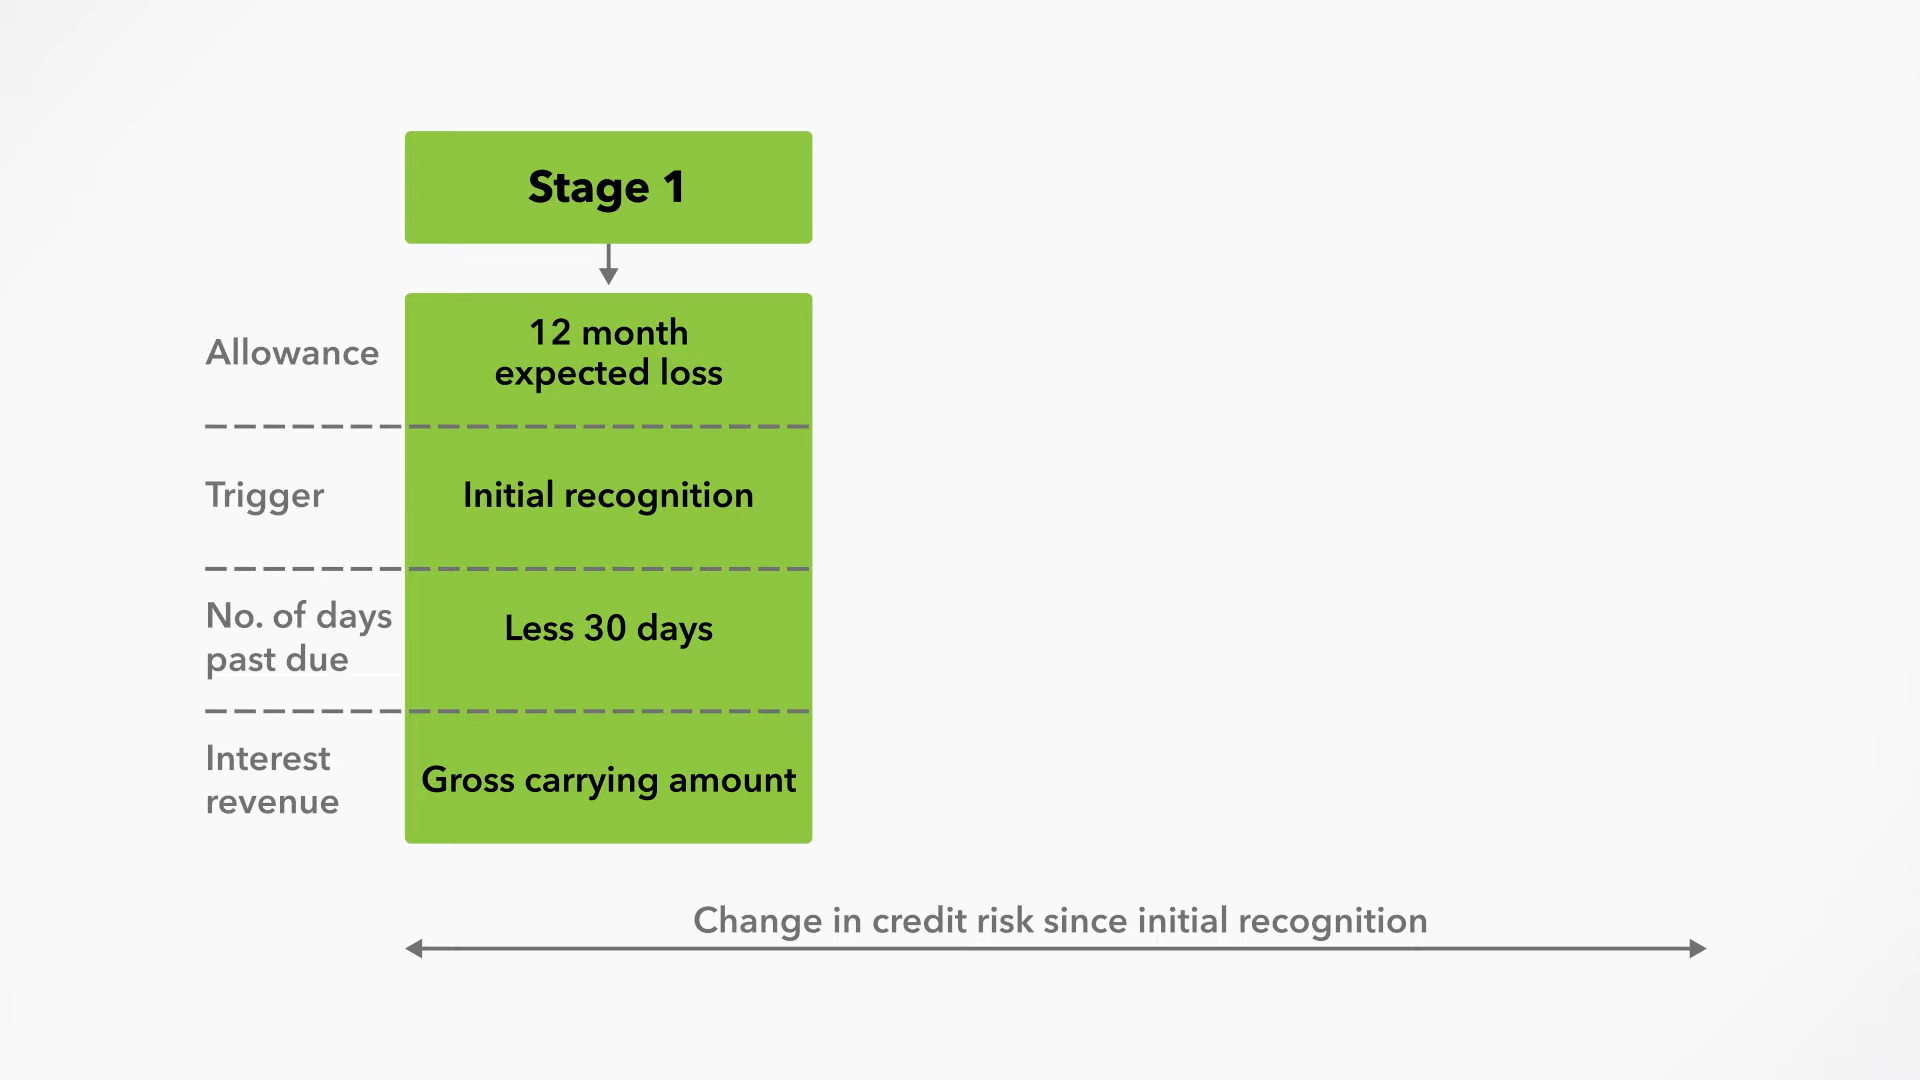 Stage 1
Allowance
12 month
expected loss
Trigger
Initial recognition
No. of days
past due
Less 30 days
Interest
revenue
Gross carrying amount
Change in credit risk since initial recognition